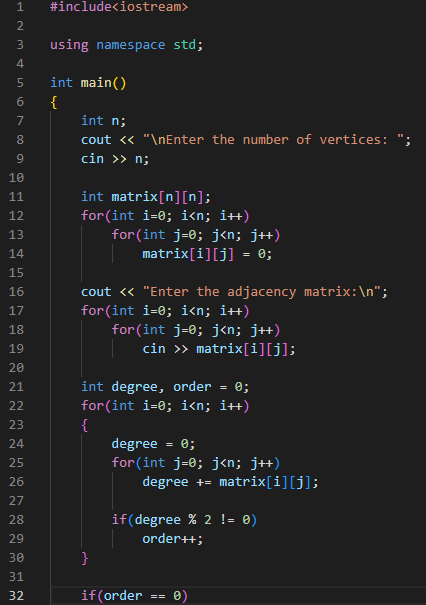 1 #include<iostream>
2
3 using namespace std;
4
5 int main()
6 {
7     int n;
8     cout << "\nEnter the number of vertices: ";
9     cin >> n;
10
11     int matrix[n][n];
12     for(int i=0; i<n; i++)
13         for(int j=0; j<n; j++)
14             matrix[i][j] = 0;
15
16     cout << "Enter the adjacency matrix:\n";
17     for(int i=0; i<n; i++)
18         for(int j=0; j<n; j++)
19             cin >> matrix[i][j];
20
21     int degree, order = 0;
22     for(int i=0; i<n; i++)
23     {
24         degree = 0;
25         for(int j=0; j<n; j++)
26             degree += matrix[i][j];
27
28         if(degree % 2 != 0)
29             order++;
30     }
31
32     if(order == 0)